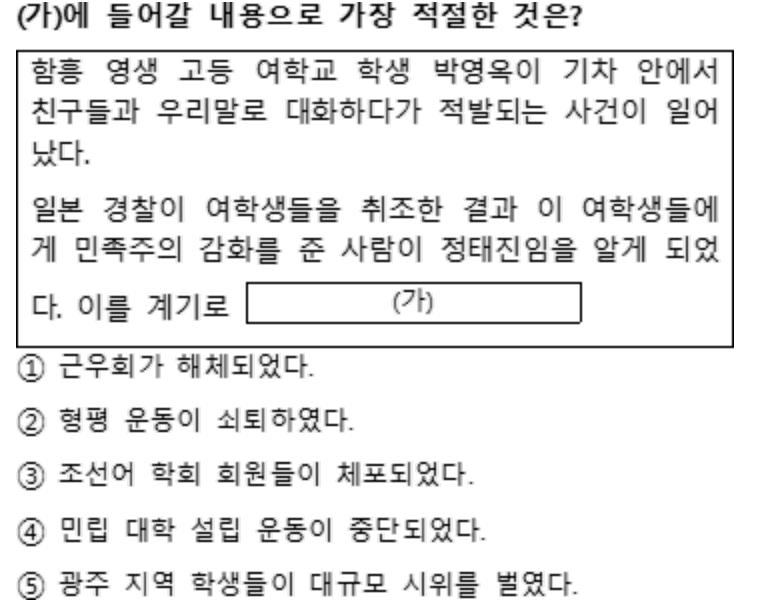 (가)에 들어갈 내용으로 가장 적절한 것은?
함흥 영생 고등 여학교 학생 박영옥이 기차 안에서
친구들과 우리말로 대화하다가 적발되는 사건이 일어
났다.
일본 경찰이 여학생들을 취조한 결과 이 여학생들에
게 민족주의 감화를 준 사람이 정태진임을 알게 되었
다. 이를 계기로 (가)
① 근우회가 해체되었다.
② 형평 운동이 쇠퇴하였다.
③ 조선어 학회 회원들이 체포되었다.
④ 민립 대학 설립 운동이 중단되었다.
⑤ 광주 지역 학생들이 대규모 시위를 벌였다.